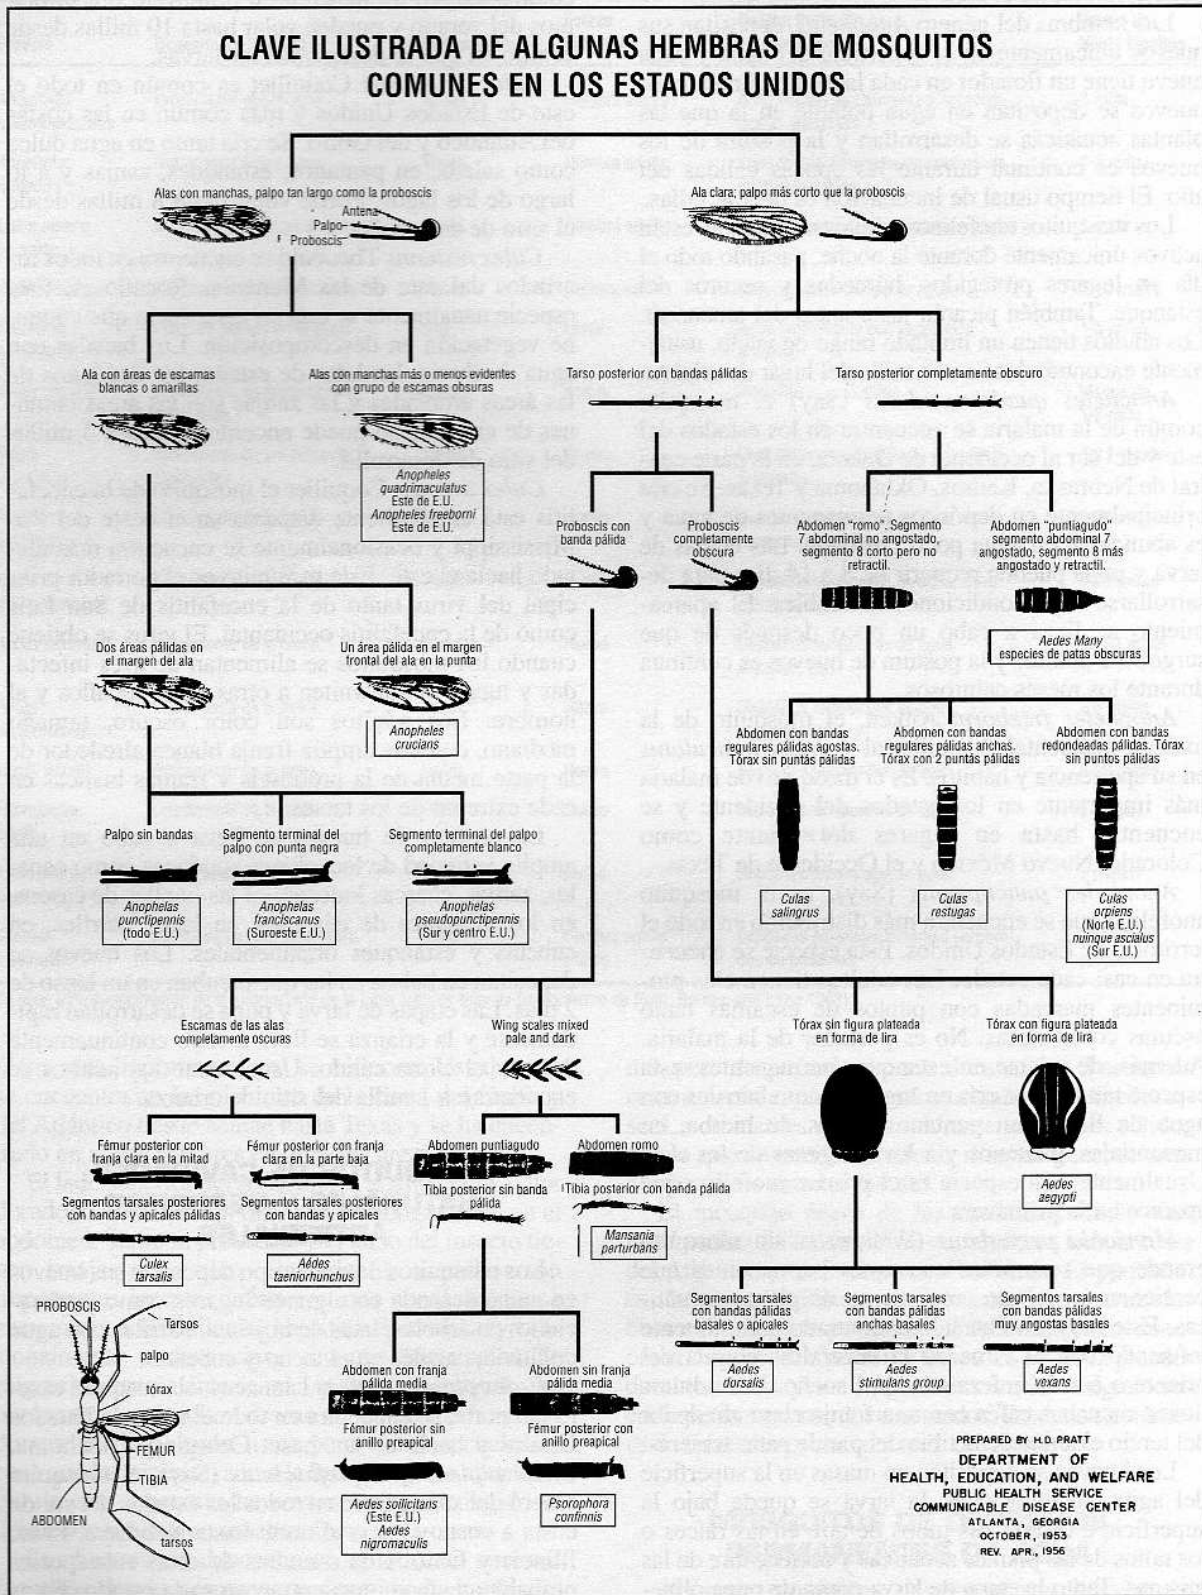 CLAVE ILUSTRADA DE ALGUNAS HEMBRAS DE MOSQUITOS
COMUNES EN LOS ESTADOS UNIDOS
Alas con manchas, palpo tan largo como la proboscis
Antena
Palpo
Proboscis
Ala clara; palpo más corto que la proboscis
Ala con áreas de escamas
blancas o amarillas
Alas con manchas más o menos evidentes
con grupo de escamas obsuras
Anopheles
quadrimaculatus
Este de E.U.
Anopheles freeborni
Este de E.U.
Tarso posterior con bandas pálidas
Tarso posterior completamente obscuro
Proboscis con
banda pálida
Proboscis
completamente
obscura
Abdomen "romo". Segmento
7 abdominal no angostado,
segmento 8 corto pero no
retractil.
Abdomen "puntiagudo"
segmento abdominal 7
angostado, segmento 8 más
angostado y retractil.
Aedes Many
especies de patas obscuras
Dos áreas pálidas en
el margen del ala
Un área pálida en el margen
frontal del ala en la punta
Anopheles
crucians
Abdomen con bandas
regulares pálidas agostas.
Tórax sin puntás pálidas
Abdomen con bandas
regulares pálidas anchas.
Tórax con 2 puntás pálidas
Abdomen con bandas
redondeadas pálidas. Tórax
sin puntos pálidas
Culas
salingrus
Culas
restugas
Culas
orpiens
(Norte E.U.)
nuinque ascialus
(Sur E.U.)
Palpo sin bandas
Segmento terminal del
palpo con punta negra
Segmento terminal del palpo
completamente blanco
Anophelas
punctipennis
(todo E.U.)
Anophelas
franciscanus
(Suroeste E.U.)
Anophelas
pseudopunctipennis
(Sur y centro E.U.)
Escamas de las alas
completamente oscuras
Wing scales mixed
pale and dark
Tórax sin figura plateada
en forma de lira
Tórax con figura plateada
en forma de lira
Aedes
aegypti
Fémur posterior con
franja clara en la mitad
Fémur posterior con franja
clara en la parte baja
Segmentos tarsales posteriores
con bandas y apicales pálidas
Segmentos tarsales posteriores
con bandas y apicales
Culex
tarsalis
Aédes
taeniorhunchus
Abdomen puntiagudo
Abdomen romo
Tibia posterior sin banda
pálida
Tibia posterior con banda pálida
Mansania
perturbans
Segmentos tarsales
con bandas pálidas
basales o apicales
Segmentos tarsales
con bandas pálidas
anchas basales
Segmentos tarsales
con bandas pálidas
muy angostas basales
Aedes
dorsalis
Aedes
stimulans group
Aedes
vexans
Abdomen con franja
pálida media
Abdomen sin franja
pálida media
Fémur posterior sin
anillo preapical
Fémur posterior con
anillo preapical
Aedes soilicitans
(Este E.U.)
Aedes
nigromaculis
Psorophora
confinnis
PROBOSCIS
Tarsos
palpo
tórax
FEMUR
TIBIA
ABDOMEN
tarsos
PREPARED BY H.D. PRATT
DEPARTMENT OF
HEALTH, EDUCATION, AND WELFARE
PUBLIC HEALTH SERVICE
COMMUNICABLE DISEASE CENTER
ATLANTA, GEORGIA
OCTOBER, 1953
REV. APR., 1956